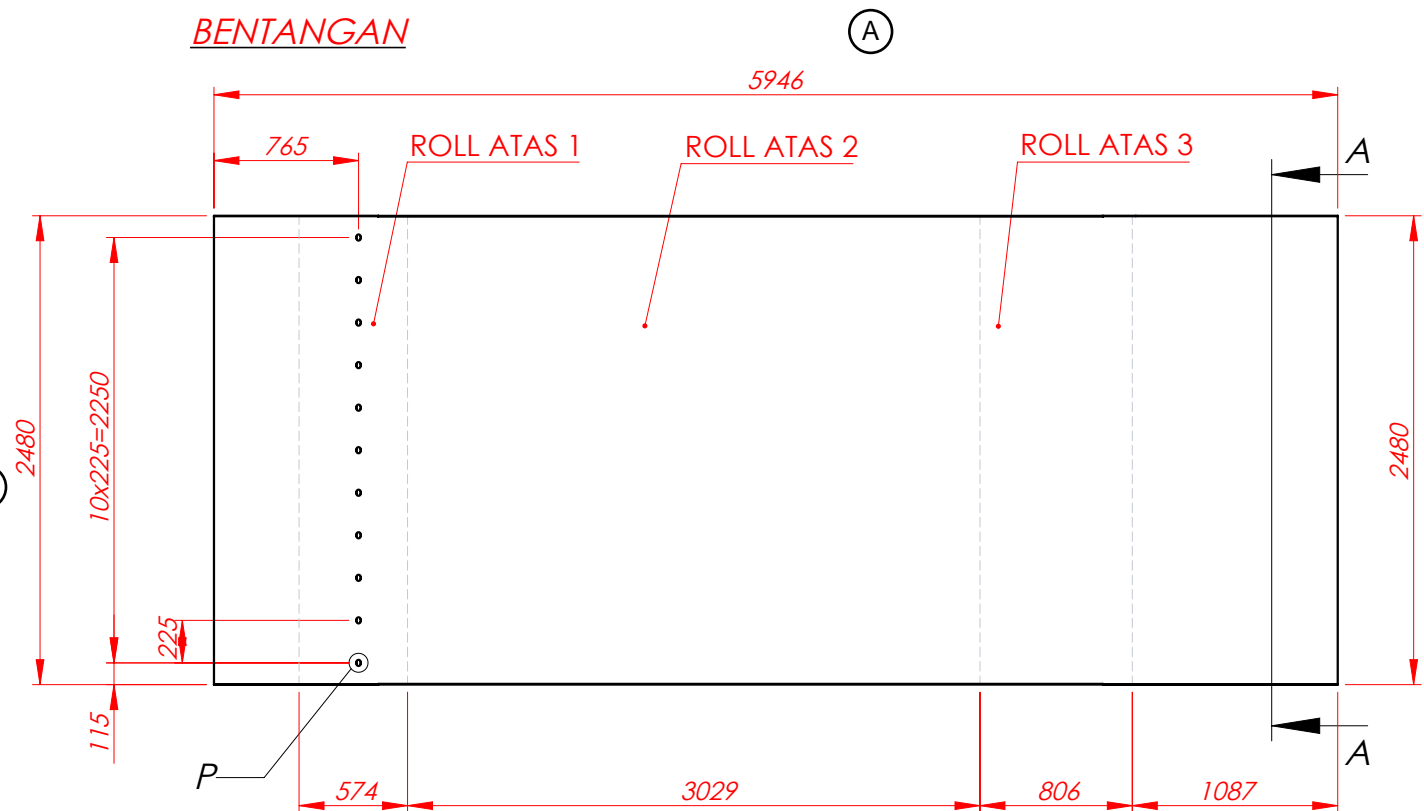 BENTANGAN
A
5946
765
ROLL ATAS 1
ROLL ATAS 2
ROLL ATAS 3
A
2480
10x225=2250
2480
225
115
A
P
574
3029
806
1087